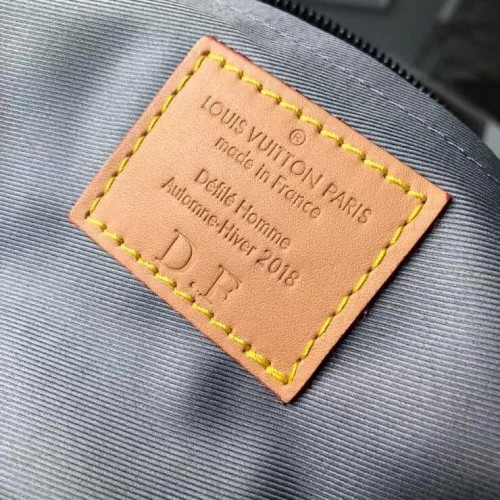 ®
LOUIS VUITTON PARIS
made in France
Défilé Homme
Automne-Hiver 2018
D.F